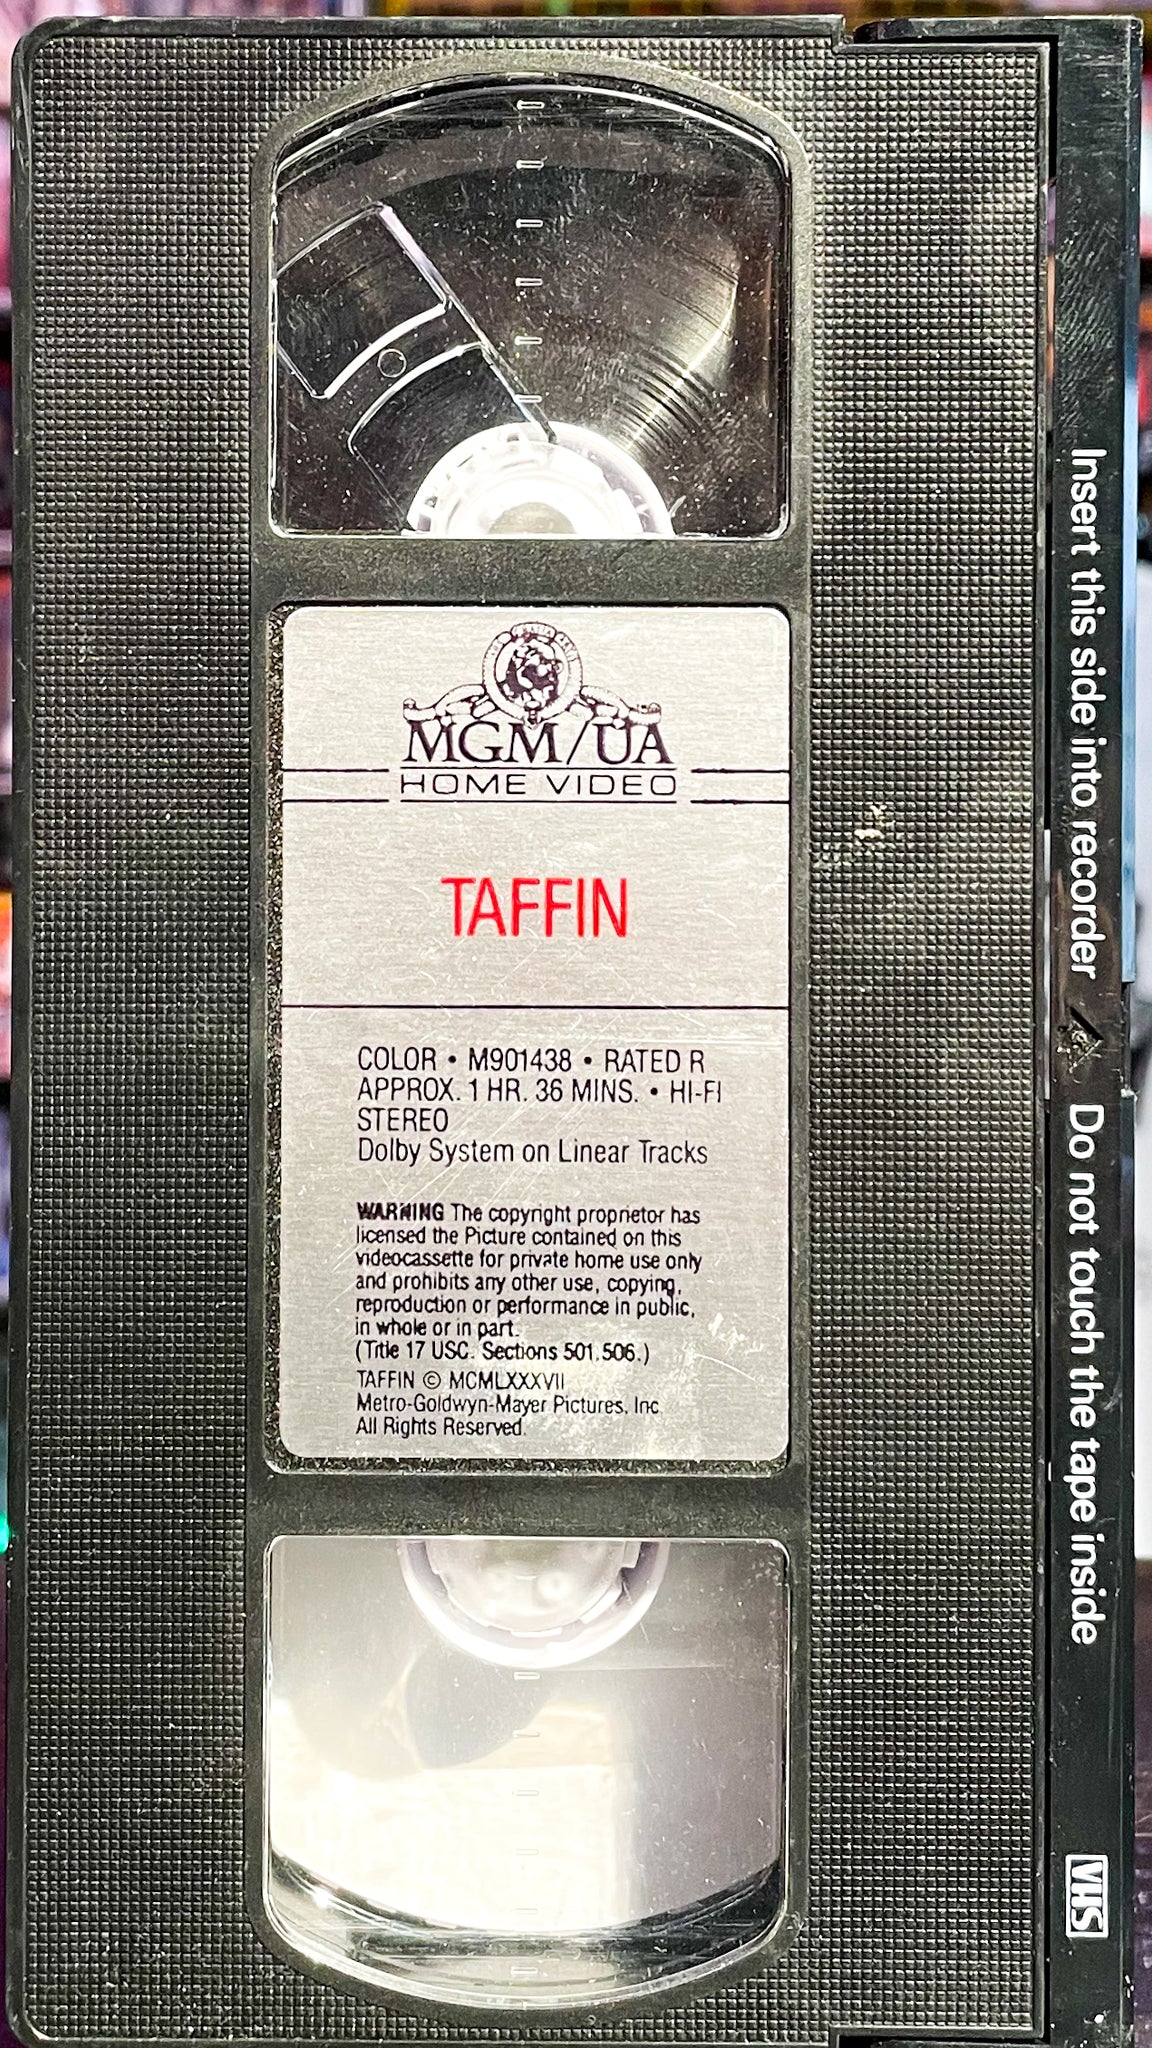 MGM/UA
HOME VIDEO
TAFFIN
COLOR • M901438 • RATED R
APPROX. 1 HR. 36 MINS. • HI-FI
STEREO
Dolby System on Linear Tracks
WARNING The copyright proprietor has
licensed the Picture contained on this
videocassette for private home use only
and prohibits any other use, copying,
reproduction or performance in public,
in whole or in part.
(Title 17 USC. Sections 501.506.)
TAFFIN © MCMLXXXVII
Metro-Goldwyn-Mayer Pictures, Inc.
All Rights Reserved.
Insert this side into recorder Do not touch the tape inside
VHS